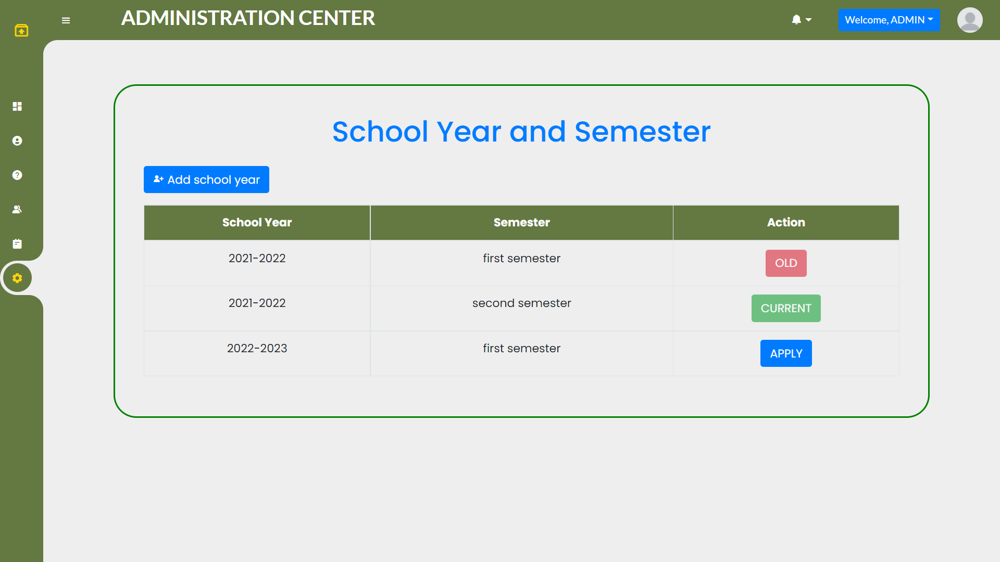 ADMINISTRATION CENTER
Welcome, ADMIN
School Year and Semester
Add school year
School Year Semester Action
2021-2022 first semester OLD
2021-2022 second semester CURRENT
2022-2023 first semester APPLY